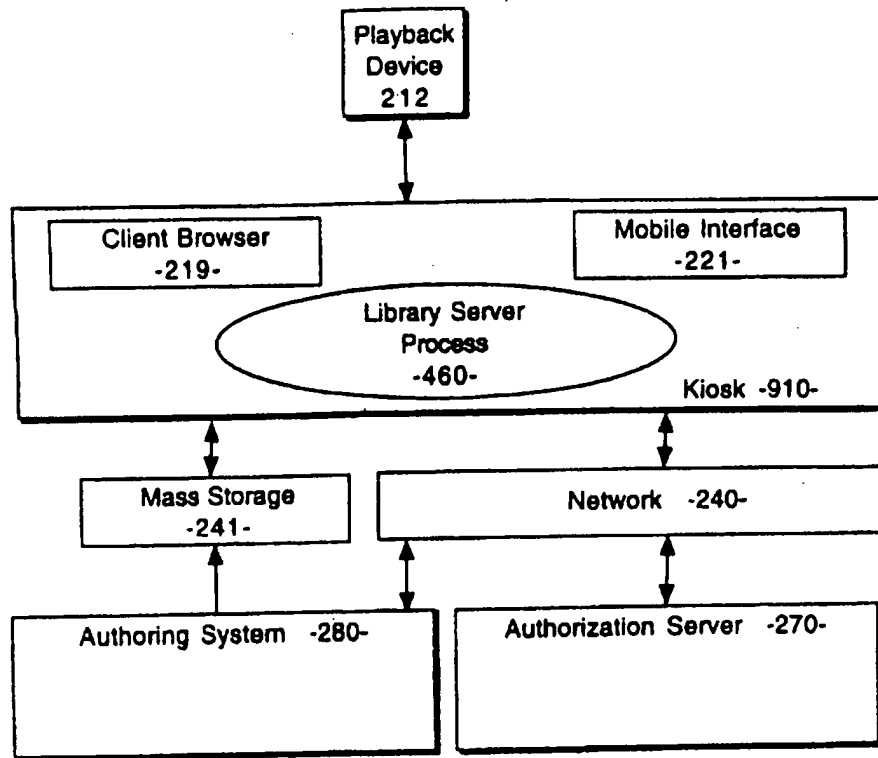 Playback
Device
212
Client Browser
-219-
Mobile Interface
-221-
Library Server
Process
-460-
Kiosk -910-
Mass Storage
-241-
Network -240-
Authoring System -280-
Authorization Server -270-